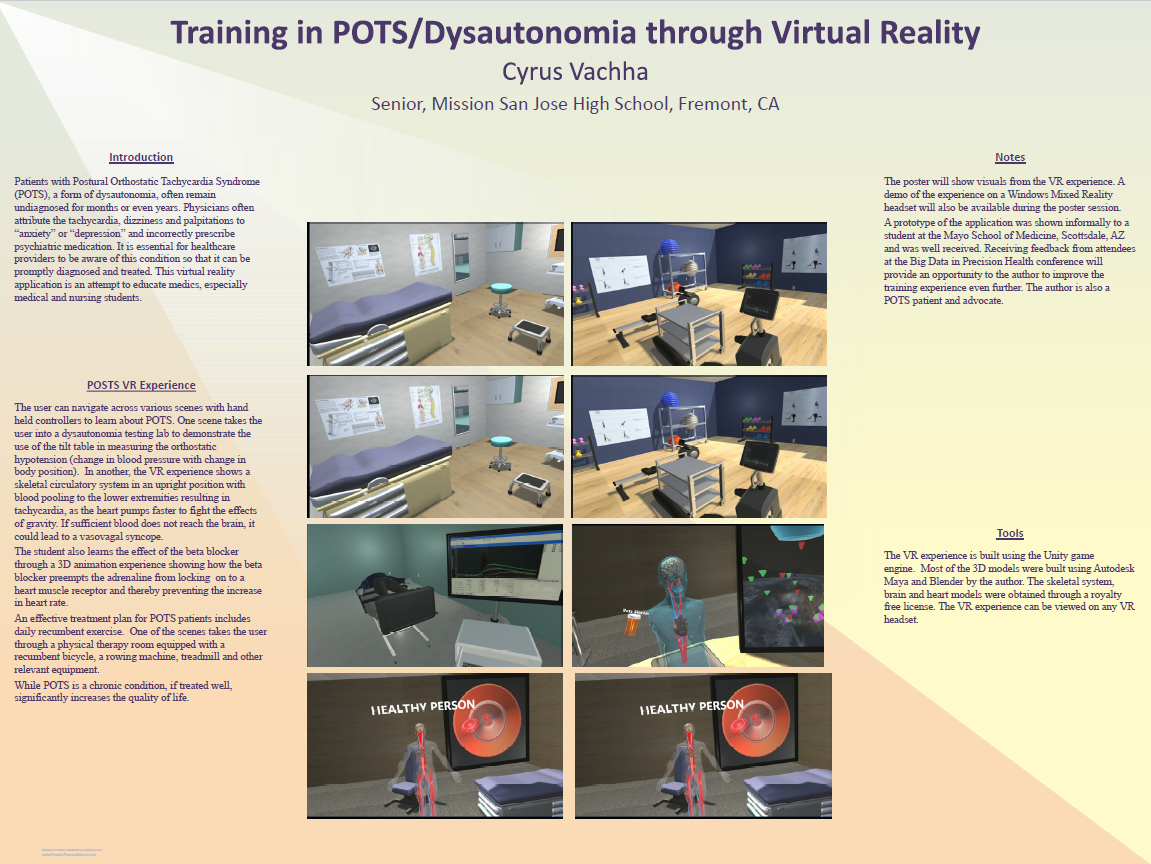 Training in POTS/Dysautonomia through Virtual Reality
Cyrus Vachha
Senior, Mission San Jose High School, Fremont, CA
Introduction
Patients with Postural Orthostatic Tachycardia Syndrome
(POTS), a form of dysautonomia, often remain
undiagnosed for months or even years. Physicians often
attribute the tachycardia, dizziness and palpitations to
“anxiety” or “depression” and incorrectly prescribe
psychiatric medication. It is essential for healthcare
providers to be aware of this condition so that it can be
promptly diagnosed and treated. This virtual reality
application is an attempt to educate medics, especially
medical and nursing students.
POSTS VR Experience
The user can navigate across various scenes with hand
held controllers to learn about POTS. One scene takes the
user into a dysautonomia testing lab to demonstrate the
use of the tilt table in measuring the orthostatic
hypotension (change in blood pressure with change in
body position).  In another, the VR experience shows a
skeletal circulatory system in an upright position with
blood pooling to the lower extremities resulting in
tachycardia, as the heart pumps faster to fight the effects
of gravity. If sufficient blood does not reach the brain, it
could lead to a vasovagal syncope.
The student also learns the effect of the beta blocker
through a 3D animation experience showing how the beta
blocker preempts the adrenaline from locking  on to a
heart muscle receptor and thereby preventing the increase
in heart rate.
An effective treatment plan for POTS patients includes
daily recumbent exercise.  One of the scenes takes the user
through a physical therapy room equipped with a
recumbent bicycle, a rowing machine, treadmill and other
relevant equipment.
While POTS is a chronic condition, if treated well,
significantly increases the quality of life.
HEALTHY PERSON
HEALTHY PERSON
Notes
The poster will show visuals from the VR experience. A
demo of the experience on a Windows Mixed Reality
headset will also be available during the poster session.
A prototype of the application was shown informally to a
student at the Mayo School of Medicine, Scottsdale, AZ
and was well received. Receiving feedback from attendees
at the Big Data in Precision Health conference will
provide an opportunity to the author to improve the
training experience even further. The author is also a
POTS patient and advocate.
Tools
The VR experience is built using the Unity game
engine.  Most of the 3D models were built using Autodesk
Maya and Blender by the author. The skeletal system,
brain and heart models were obtained through a royalty
free license. The VR experience can be viewed on any VR
headset.